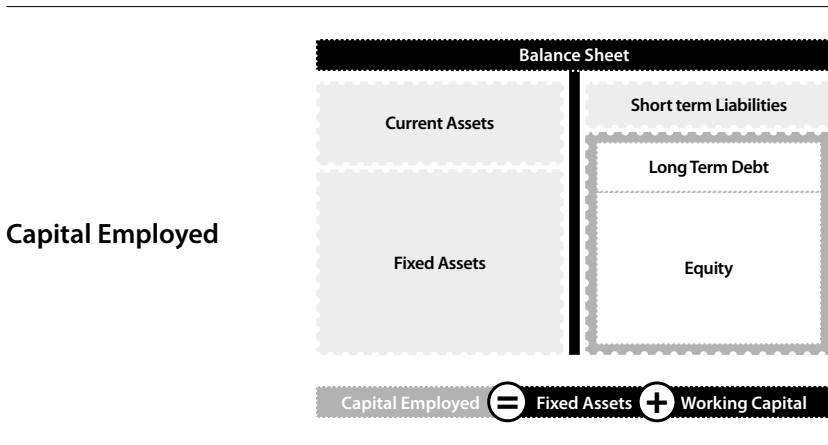 Balance Sheet
Current Assets
Short term Liabilities
Long Term Debt
Capital Employed
Fixed Assets
Equity
Capital Employed = Fixed Assets + Working Capital